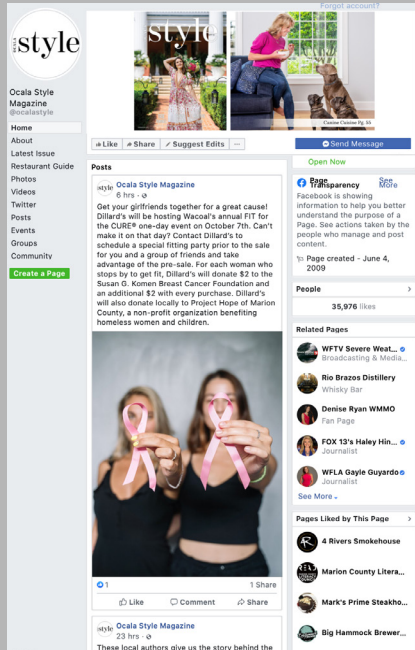 Forgot account?
OCALA
style
style
Canine Cuisine Pg. 55
Ocala Style
Magazine
@ocalastyle
Home
About
Latest Issue
Restaurant Guide
Photos
Videos
Twitter
Posts
Events
Groups
Community
Create a Page
Like
Share
Suggest Edits
Send Message
Posts
style
Ocala Style Magazine
6 hrs ·
Get your girlfriends together for a great cause!
Dillard's will be hosting Wacoal's annual FIT for
the CURE® one-day event on October 7th. Can't
make it on that day? Contact Dillard's to
schedule a special fitting party prior to the sale
for you and a group of friends and take
advantage of the pre-sale. For each woman who
stops by to get fit, Dillard's will donate $2 to the
Susan G. Komen Breast Cancer Foundation and
an additional $2 with every purchase. Dillard's
will also donate locally to Project Hope of Marion
County, a non-profit organization benefiting
homeless women and children.
1
1 Share
Like
Comment
Share
style
Ocala Style Magazine
23 hrs ·
These local authors give us the story behind the
Open Now
Page Transparency
See More
Facebook is showing
information to help you better
understand the purpose of a
Page. See actions taken by the
people who manage and post
content.
Page created - June 4,
2009
People
35,976 likes
Related Pages
WFTV Severe Weat...
Broadcasting & Media...
Rio Brazos Distillery
Whisky Bar
Denise Ryan WMMO
Fan Page
FOX 13's Haley Hin...
Journalist
WFLA Gayle Guyardo
Journalist
See More
Pages Liked by This Page
4 Rivers Smokehouse
READ
Marion County Litera...
Mark's Prime Steakho...
Big Hammock Brewer...